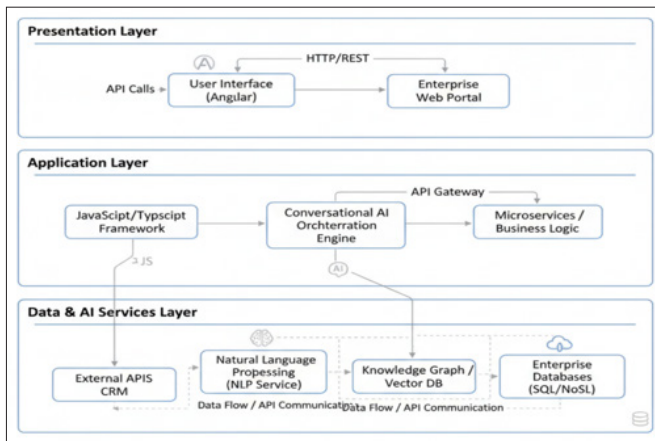 Presentation Layer
HTTP/REST
API Calls
User Interface
(Angular)
Enterprise
Web Portal
Application Layer
API Gateway
JavaScipt/Typscipt
Framework
Conversational AI
Orchterration
Engine
Microservices /
Business Logic
JS
AI
Data & AI Services Layer
External APIS
CRM
Natural Language
Propessing
(NLP Service)
Knowledge Graph /
Vector DB
Enterprise
Databases
(SQL/NoSL)
Data Flow / API Communication
Data Flow / API Communication